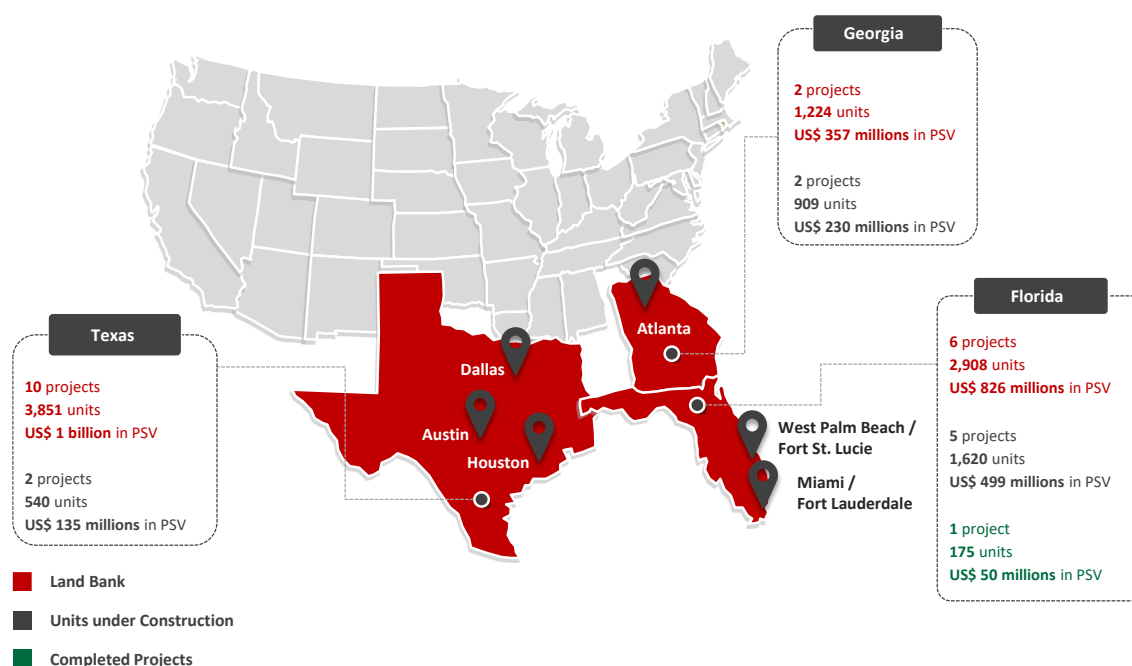 Georgia
2 projects
1,224 units
US$ 357 millions in PSV
2 projects
909 units
US$ 230 millions in PSV
Texas
10 projects
3,851 units
US$ 1 billion in PSV
2 projects
540 units
US$ 135 millions in PSV
Florida
6 projects
2,908 units
US$ 826 millions in PSV
5 projects
1,620 units
US$ 499 millions in PSV
1 project
175 units
US$ 50 millions in PSV
Atlanta
Dallas
Austin
Houston
West Palm Beach /
Fort St. Lucie
Miami /
Fort Lauderdale
Land Bank
Units under Construction
Completed Projects